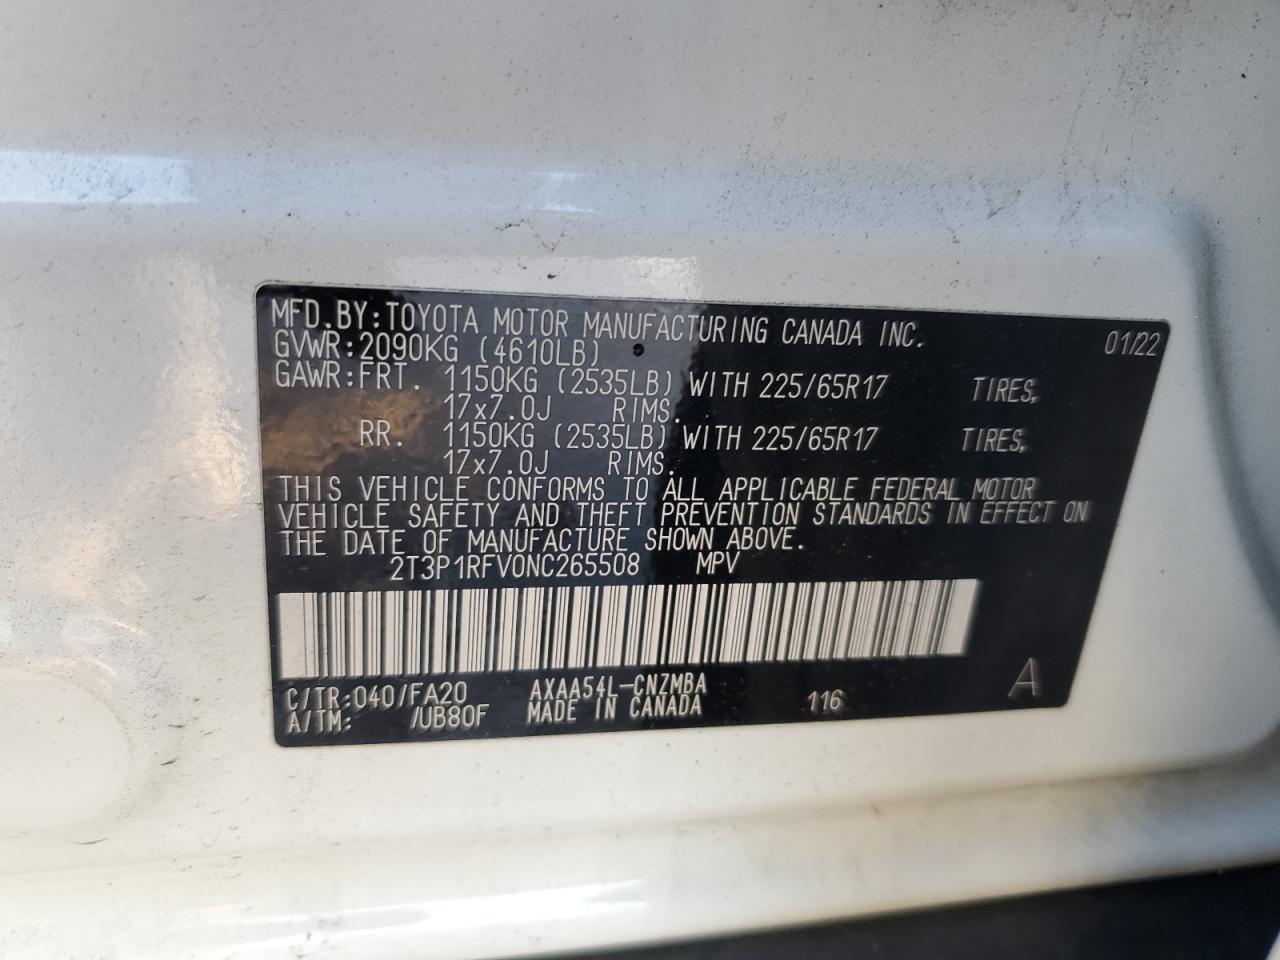 MFD.BY:TOYOTA MOTOR MANUFACTURING CANADA INC. 01/22
GVWR:2090KG (4610LB)
GAWR:FRT. 1150KG (2535LB) WITH 225/65R17 TIRES,
17x7.0J RIMS.
RR. 1150KG (2535LB) WITH 225/65R17 TIRES,
17x7.0J RIMS.
THIS VEHICLE CONFORMS TO ALL APPLICABLE FEDERAL MOTOR
VEHICLE SAFETY AND THEFT PREVENTION STANDARDS IN EFFECT ON
THE DATE OF MANUFACTURE SHOWN ABOVE.
2T3P1RFV0NC265508 MPV
C/TR:040/FA20 AXAA54L-CNZMBA 116 A
A/TM: /UB80F MADE IN CANADA